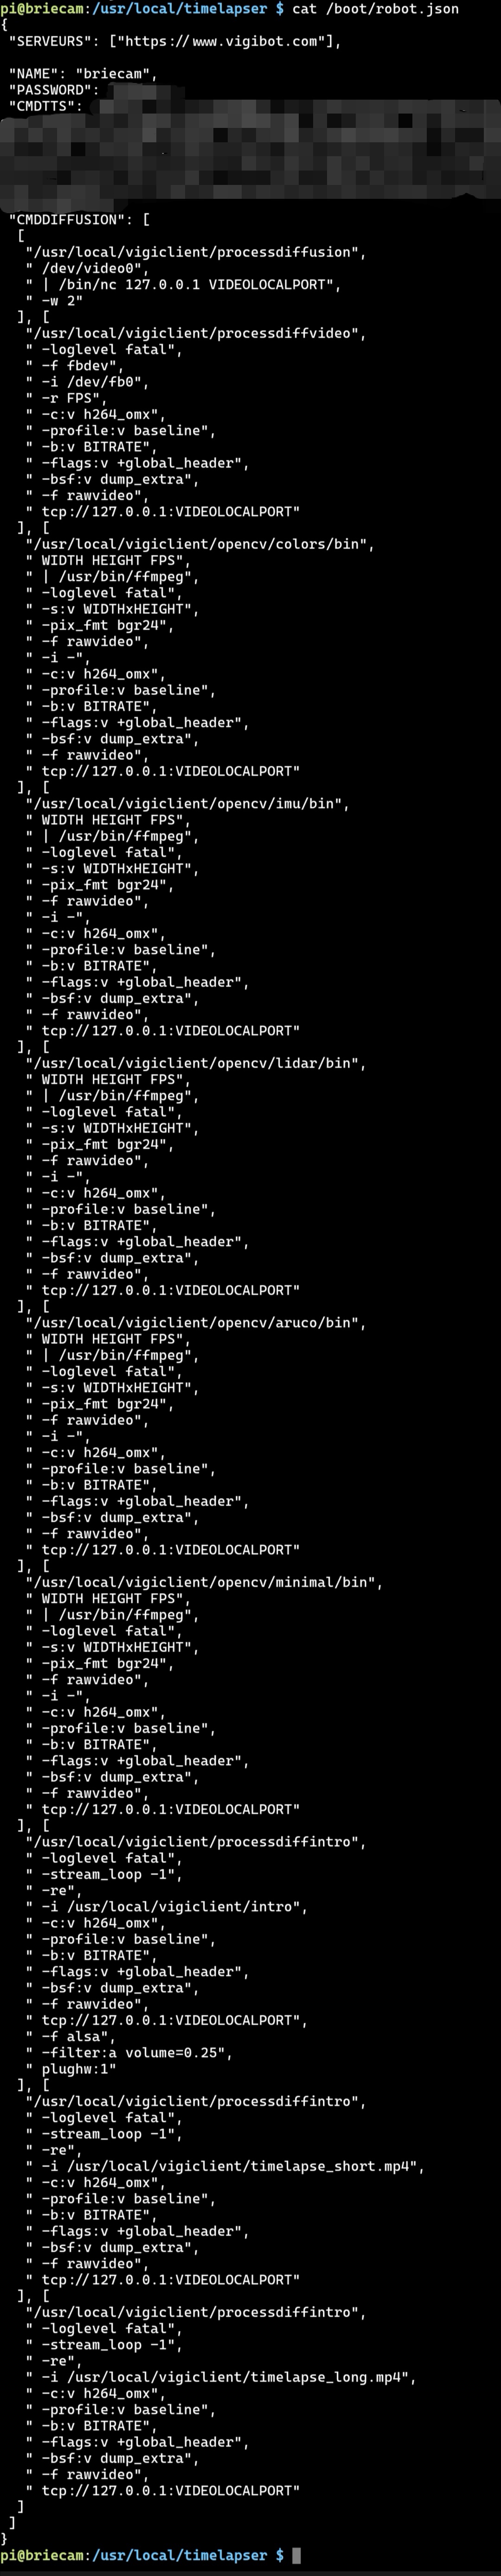 pi@briecam:/usr/local/timelapser $ cat /boot/robot.json
{
"SERVEURS": ["https://www.vigibot.com"],
"NAME": "briecam",
"PASSWORD":
"CMDTTS":
"CMDDIFFUSION": [
[
"/usr/local/vigiclient/processdiffusion",
" /dev/video0",
" | /bin/nc 127.0.0.1 VIDEOLOCALPORT",
" -w 2"
], [
"/usr/local/vigiclient/processdiffvideo",
" -loglevel fatal",
" -f fbdev",
" -i /dev/fb0",
" -r FPS",
" -c:v h264_omx",
" -profile:v baseline",
" -b:v BITRATE",
" -flags:v +global_header",
" -bsf:v dump_extra",
" -f rawvideo",
" tcp://127.0.0.1:VIDEOLOCALPORT"
], [
"/usr/local/vigiclient/opencv/colors/bin",
" WIDTH HEIGHT FPS",
" | /usr/bin/ffmpeg",
" -loglevel fatal",
" -s:v WIDTHxHEIGHT",
" -pix_fmt bgr24",
" -f rawvideo",
" -i -",
" -c:v h264_omx",
" -profile:v baseline",
" -b:v BITRATE",
" -flags:v +global_header",
" -bsf:v dump_extra",
" -f rawvideo",
" tcp://127.0.0.1:VIDEOLOCALPORT"
], [
"/usr/local/vigiclient/opencv/imu/bin",
" WIDTH HEIGHT FPS",
" | /usr/bin/ffmpeg",
" -loglevel fatal",
" -s:v WIDTHxHEIGHT",
" -pix_fmt bgr24",
" -f rawvideo",
" -i -",
" -c:v h264_omx",
" -profile:v baseline",
" -b:v BITRATE",
" -flags:v +global_header",
" -bsf:v dump_extra",
" -f rawvideo",
" tcp://127.0.0.1:VIDEOLOCALPORT"
], [
"/usr/local/vigiclient/opencv/lidar/bin",
" WIDTH HEIGHT FPS",
" | /usr/bin/ffmpeg",
" -loglevel fatal",
" -s:v WIDTHxHEIGHT",
" -pix_fmt bgr24",
" -f rawvideo",
" -i -",
" -c:v h264_omx",
" -profile:v baseline",
" -b:v BITRATE",
" -flags:v +global_header",
" -bsf:v dump_extra",
" -f rawvideo",
" tcp://127.0.0.1:VIDEOLOCALPORT"
], [
"/usr/local/vigiclient/opencv/aruco/bin",
" WIDTH HEIGHT FPS",
" | /usr/bin/ffmpeg",
" -loglevel fatal",
" -s:v WIDTHxHEIGHT",
" -pix_fmt bgr24",
" -f rawvideo",
" -i -",
" -c:v h264_omx",
" -profile:v baseline",
" -b:v BITRATE",
" -flags:v +global_header",
" -bsf:v dump_extra",
" -f rawvideo",
" tcp://127.0.0.1:VIDEOLOCALPORT"
], [
"/usr/local/vigiclient/opencv/minimal/bin",
" WIDTH HEIGHT FPS",
" | /usr/bin/ffmpeg",
" -loglevel fatal",
" -s:v WIDTHxHEIGHT",
" -pix_fmt bgr24",
" -f rawvideo",
" -i -",
" -c:v h264_omx",
" -profile:v baseline",
" -b:v BITRATE",
" -flags:v +global_header",
" -bsf:v dump_extra",
" -f rawvideo",
" tcp://127.0.0.1:VIDEOLOCALPORT"
], [
"/usr/local/vigiclient/processdiffintro",
" -loglevel fatal",
" -stream_loop -1",
" -re",
" -i /usr/local/vigiclient/intro",
" -c:v h264_omx",
" -profile:v baseline",
" -b:v BITRATE",
" -flags:v +global_header",
" -bsf:v dump_extra",
" -f rawvideo",
" tcp://127.0.0.1:VIDEOLOCALPORT",
" -f alsa",
" -filter:a volume=0.25",
" plughw:1"
], [
"/usr/local/vigiclient/processdiffintro",
" -loglevel fatal",
" -stream_loop -1",
" -re",
" -i /usr/local/vigiclient/timelapse_short.mp4",
" -c:v h264_omx",
" -profile:v baseline",
" -b:v BITRATE",
" -flags:v +global_header",
" -bsf:v dump_extra",
" -f rawvideo",
" tcp://127.0.0.1:VIDEOLOCALPORT"
], [
"/usr/local/vigiclient/processdiffintro",
" -loglevel fatal",
" -stream_loop -1",
" -re",
" -i /usr/local/vigiclient/timelapse_long.mp4",
" -c:v h264_omx",
" -profile:v baseline",
" -b:v BITRATE",
" -flags:v +global_header",
" -bsf:v dump_extra",
" -f rawvideo",
" tcp://127.0.0.1:VIDEOLOCALPORT"
]
]
}
pi@briecam:/usr/local/timelapser $